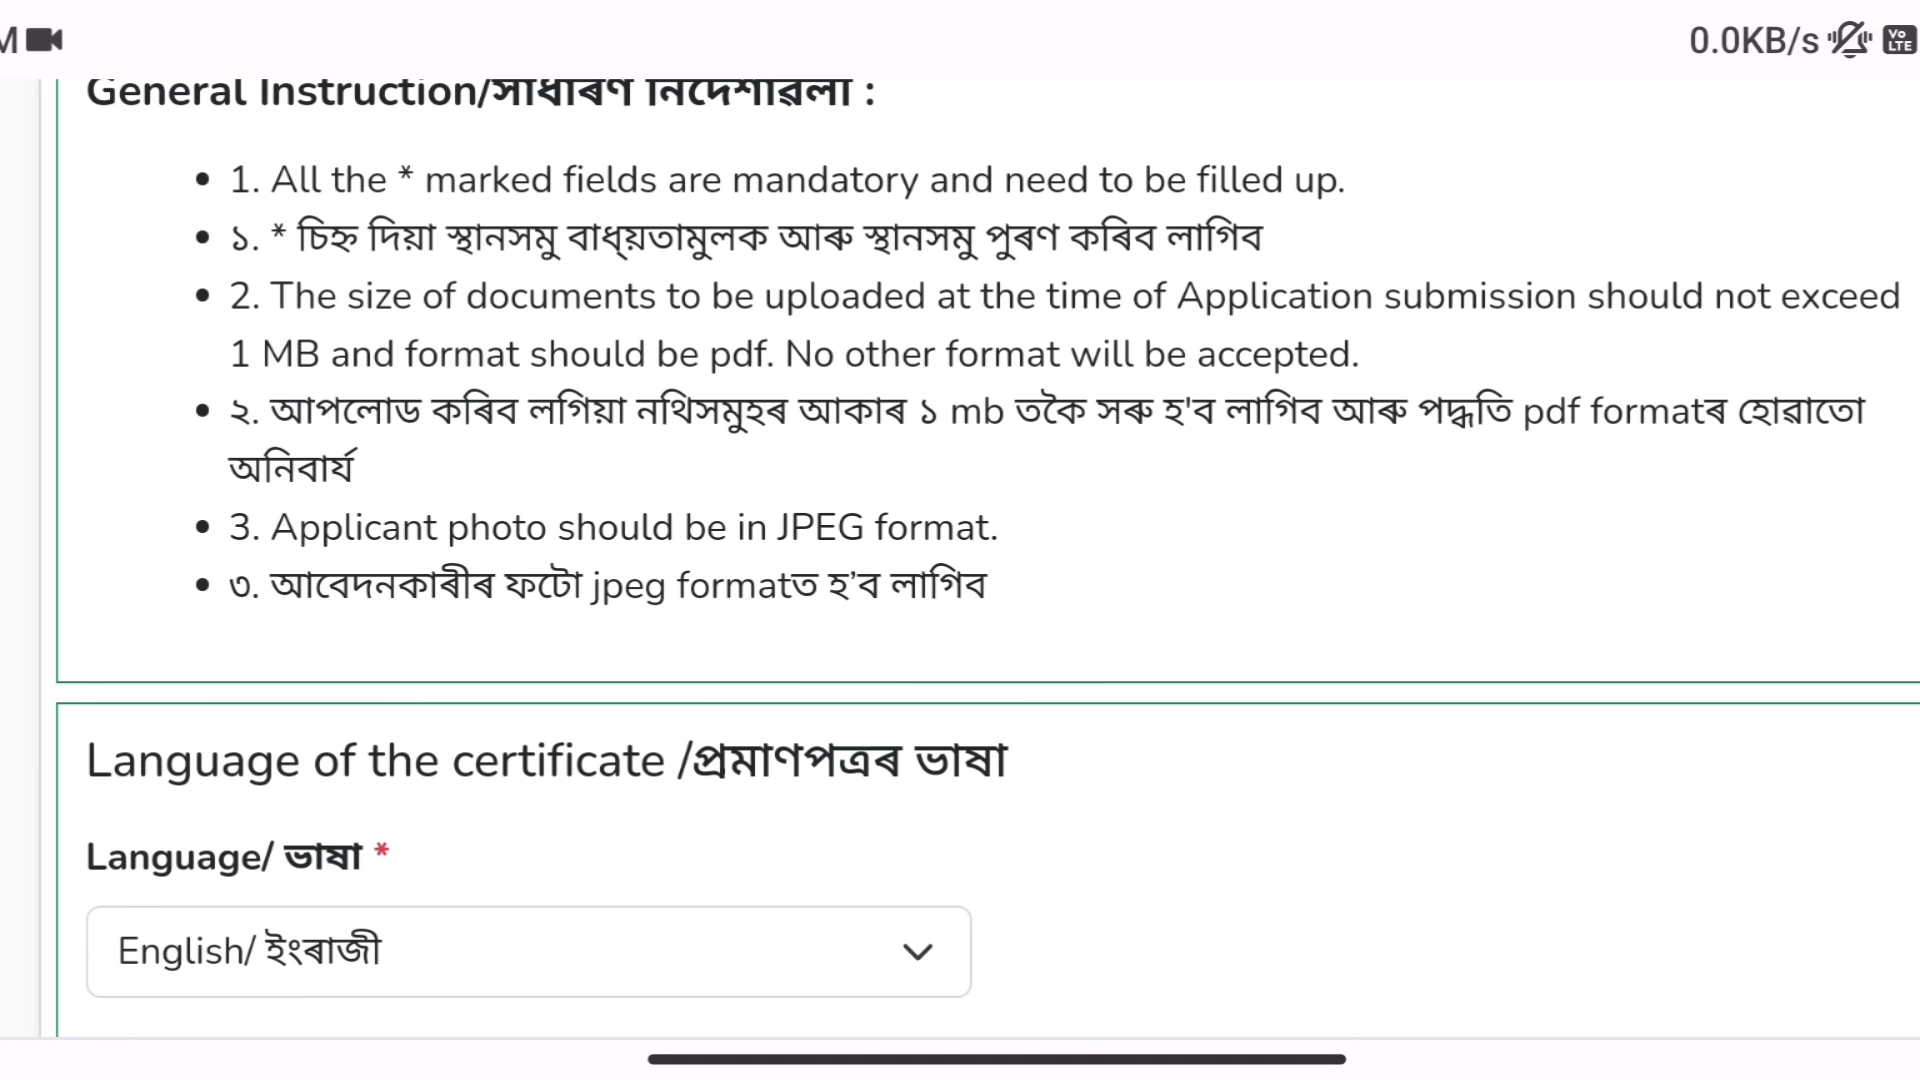 0.0KB/s
Vo LTE
General Instruction/সাধাৰণ নিৰ্দেশাৱলী :
1. All the * marked fields are mandatory and need to be filled up.
১. * চিহ্ন দিয়া স্থানসমু বাধ্য়তামুলক আৰু স্থানসমু পুৰণ কৰিব লাগিব
2. The size of documents to be uploaded at the time of Application submission should not exceed
1 MB and format should be pdf. No other format will be accepted.
২. আপলোড কৰিব লগিয়া নথিসমুহৰ আকাৰ ১ mb তকৈ সৰু হ'ব লাগিব আৰু পদ্ধতি pdf formatৰ হোৱাতো
অনিবাৰ্য
3. Applicant photo should be in JPEG format.
৩. আবেদনকাৰীৰ ফটো jpeg formatত হ’ব লাগিব
Language of the certificate /প্ৰমাণপত্ৰৰ ভাষা
Language/ ভাষা *
English/ ইংৰাজী